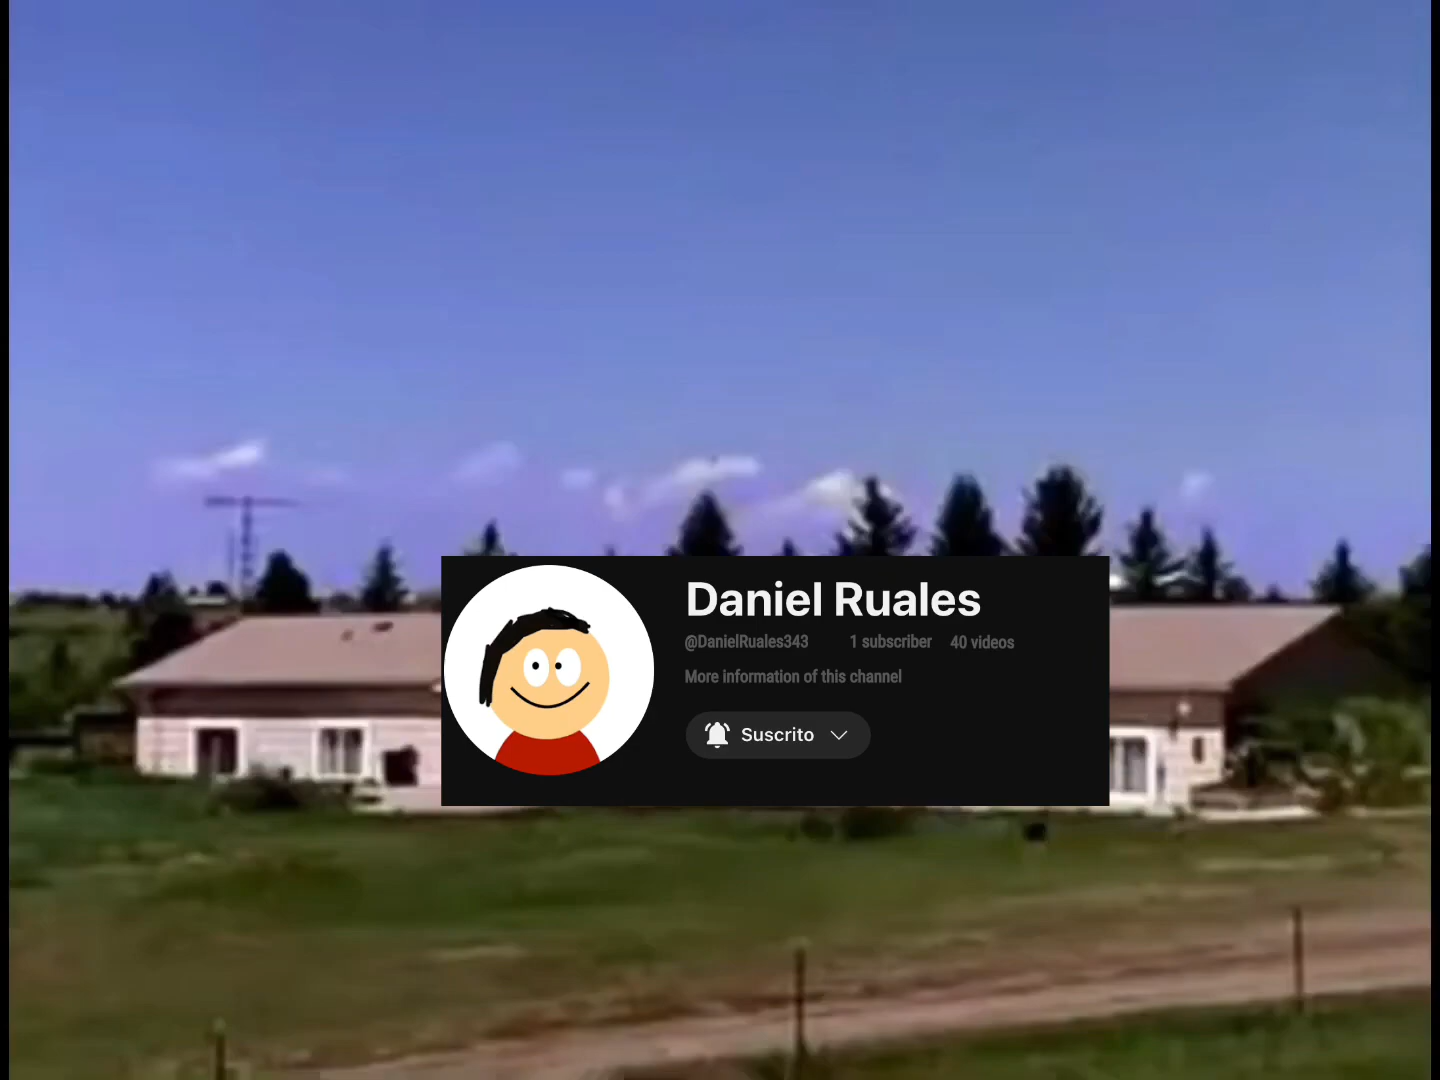 Daniel Ruales
@DanielRuales343 1 subscriber 40 videos
More information of this channel
Suscrito